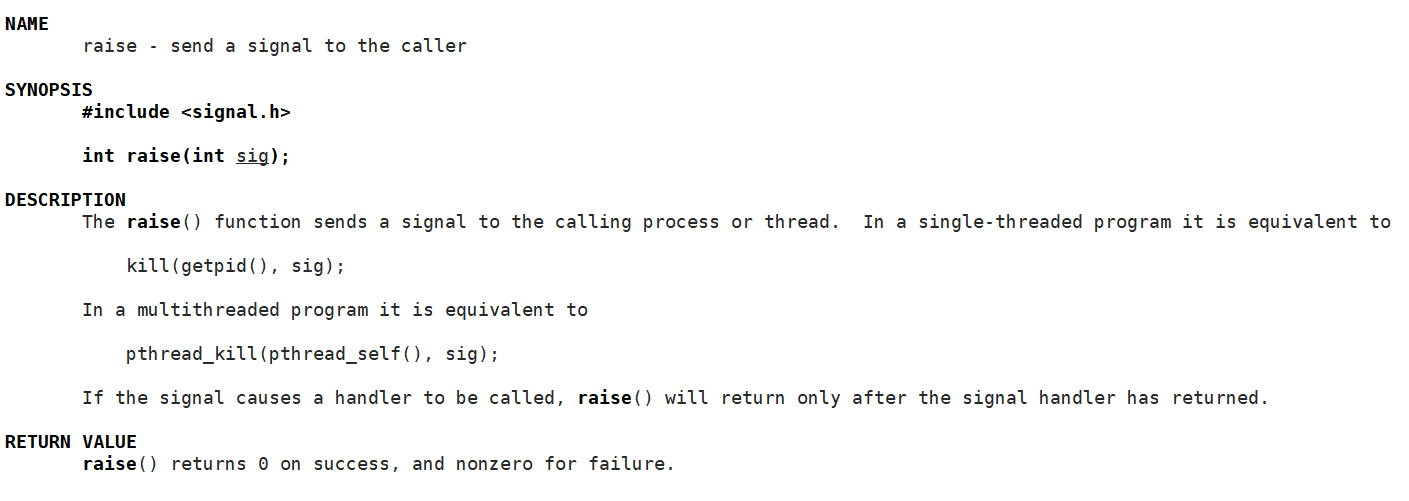 NAME
raise - send a signal to the caller
SYNOPSIS
#include <signal.h>
int raise(int sig);
DESCRIPTION
The raise() function sends a signal to the calling process or thread.  In a single-threaded program it is equivalent to
kill(getpid(), sig);
In a multithreaded program it is equivalent to
pthread_kill(pthread_self(), sig);
If the signal causes a handler to be called, raise() will return only after the signal handler has returned.
RETURN VALUE
raise() returns 0 on success, and nonzero for failure.